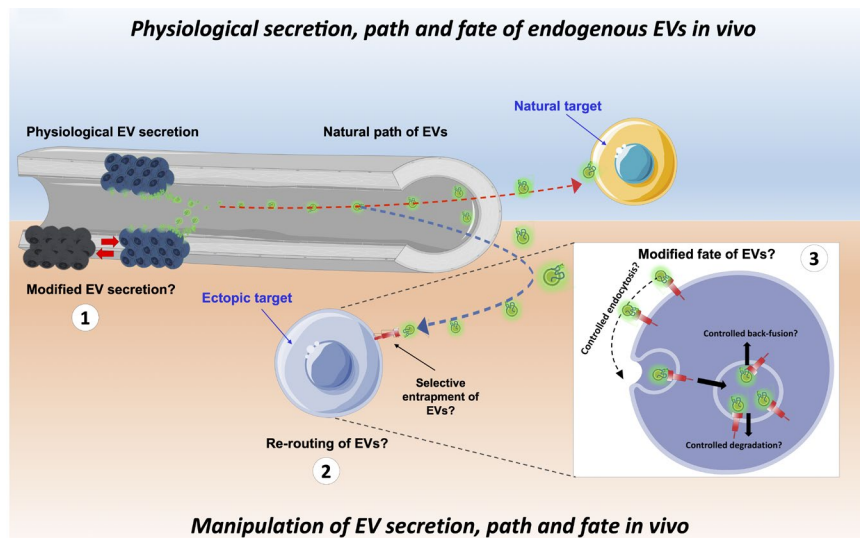 Physiological secretion, path and fate of endogenous EVs in vivo
Natural target
Physiological EV secretion
Natural path of EVs
Modified EV secretion?
1
Ectopic target
Selective
entrapment of
EVs?
Re-routing of EVs?
2
Modified fate of EVs?
3
Controlled endocytosis?
Controlled back-fusion?
Controlled degradation?
Manipulation of EV secretion, path and fate in vivo